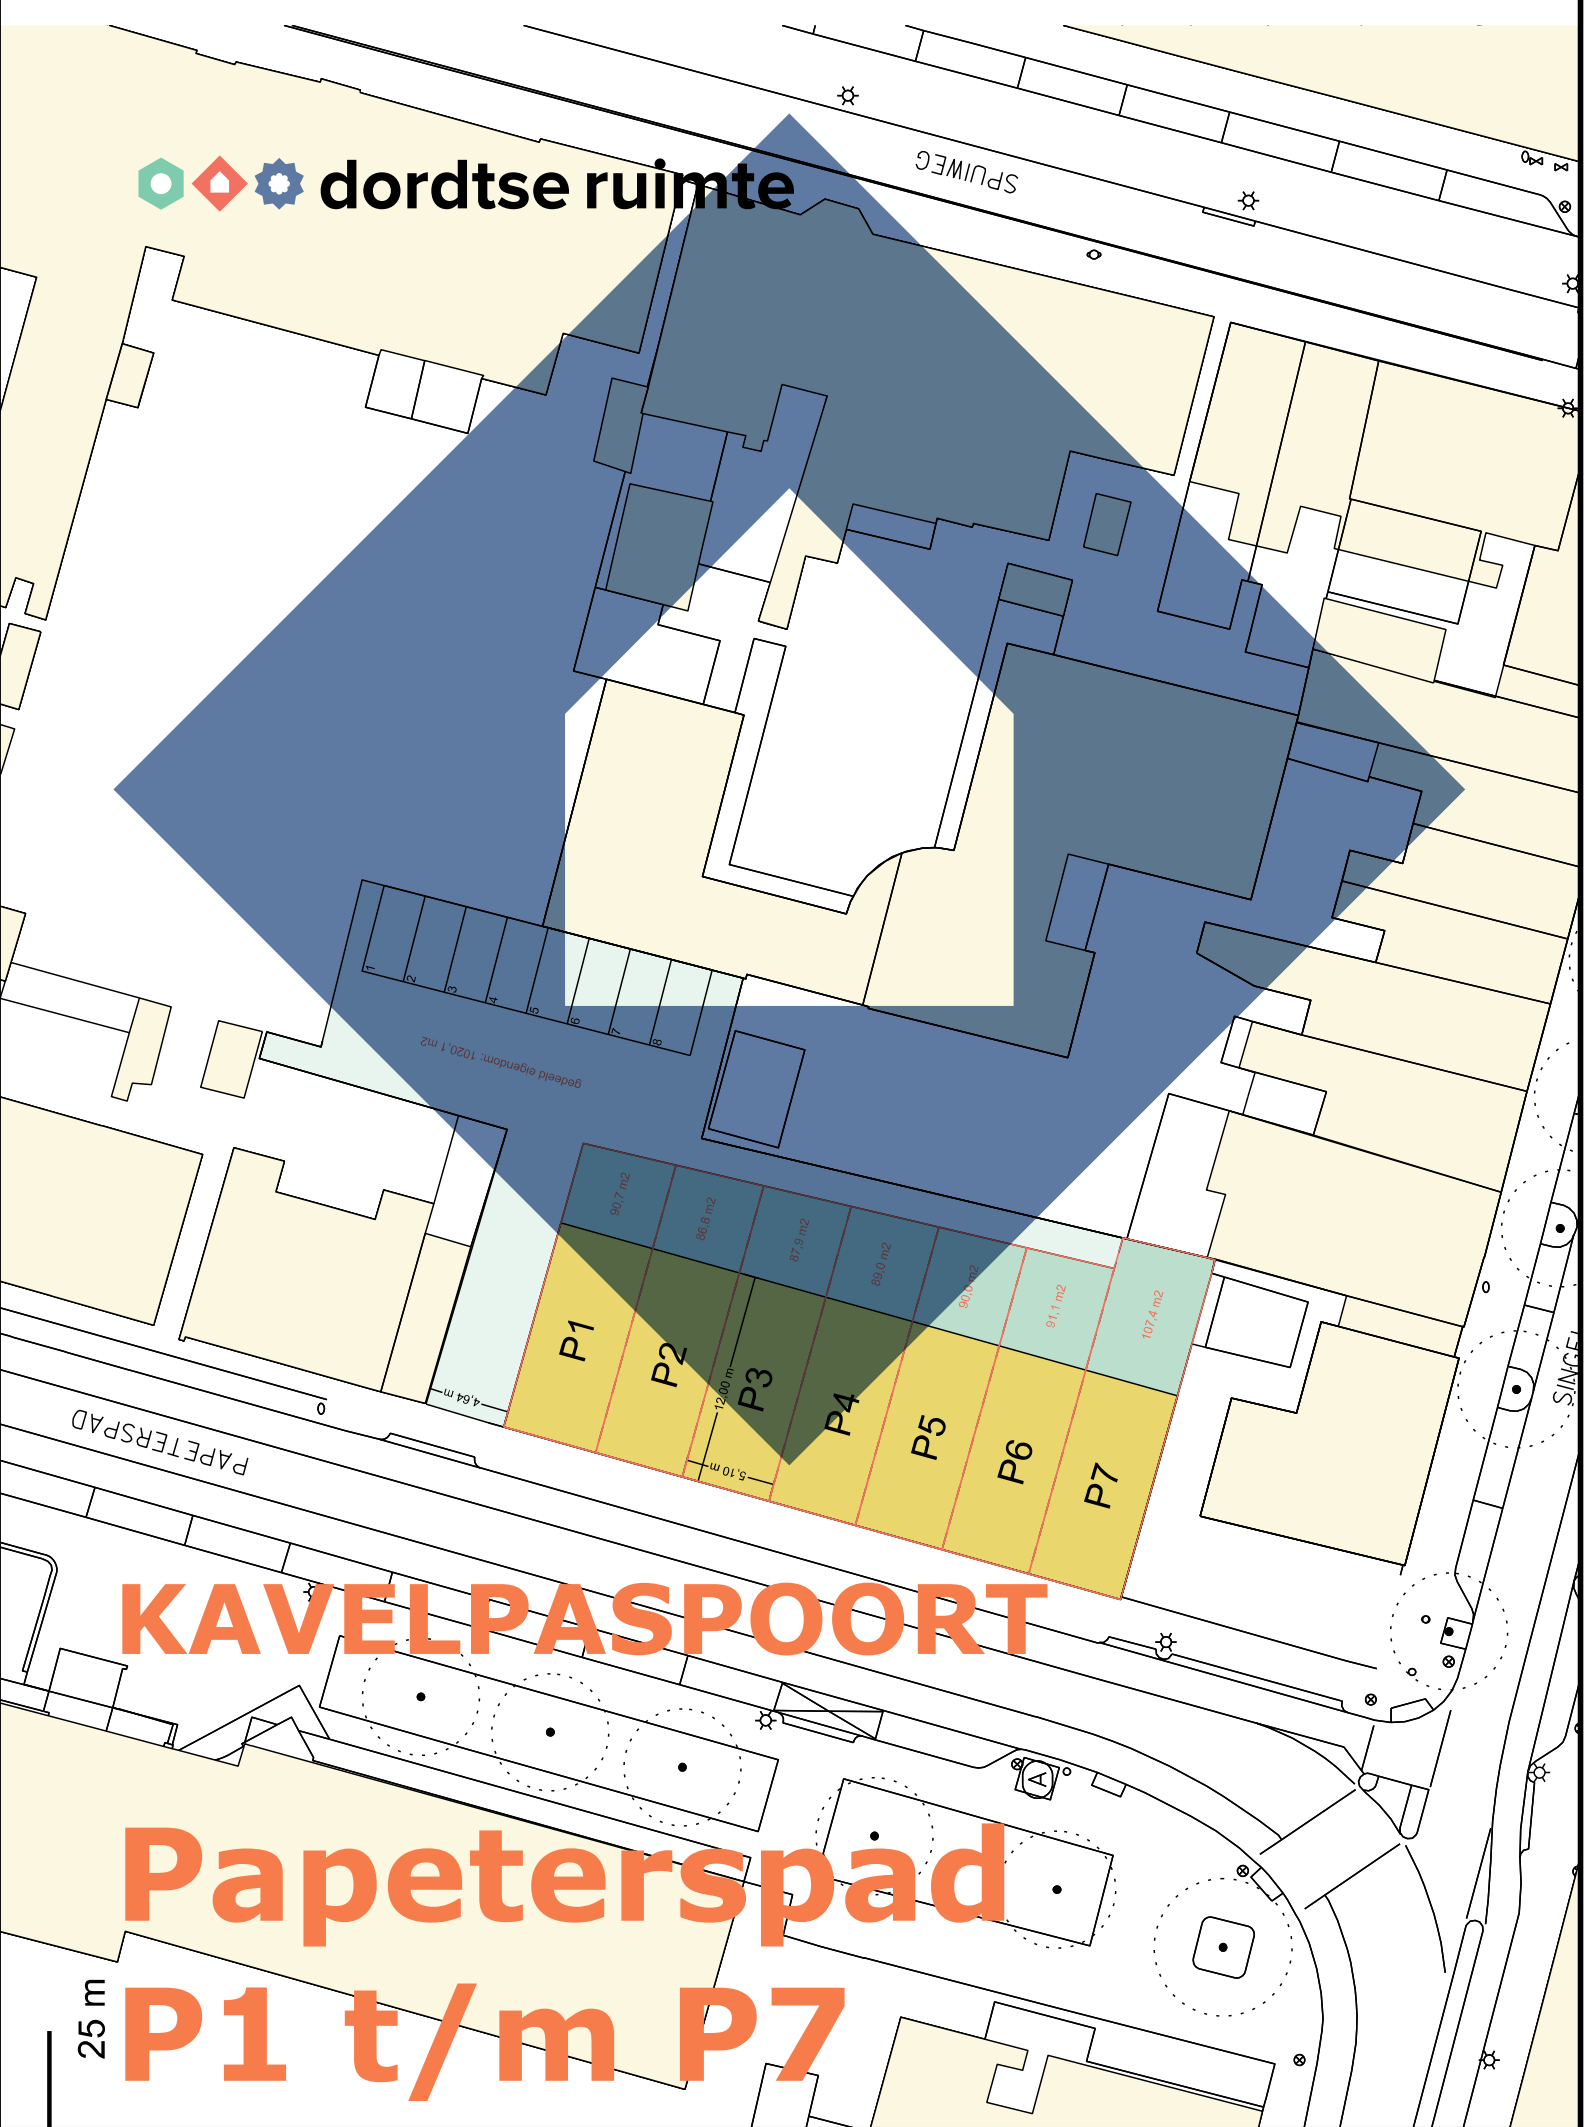 SPUIWEG
dordtse ruimte
1
2
3
4
5
6
7
8
gedeeld eigendom: 1020,1 m2
90,7 m2
86,8 m2
87,9 m2
89,0 m2
90,0 m2
91,1 m2
107,4 m2
P1
P2
P3
P4
P5
P6
P7
4,64 m
12,00 m
5,10 m
SINGEL
PAPETERSPAD
KAVELPASPOORT
A
Papeterspad
P1 t/m P7
25 m